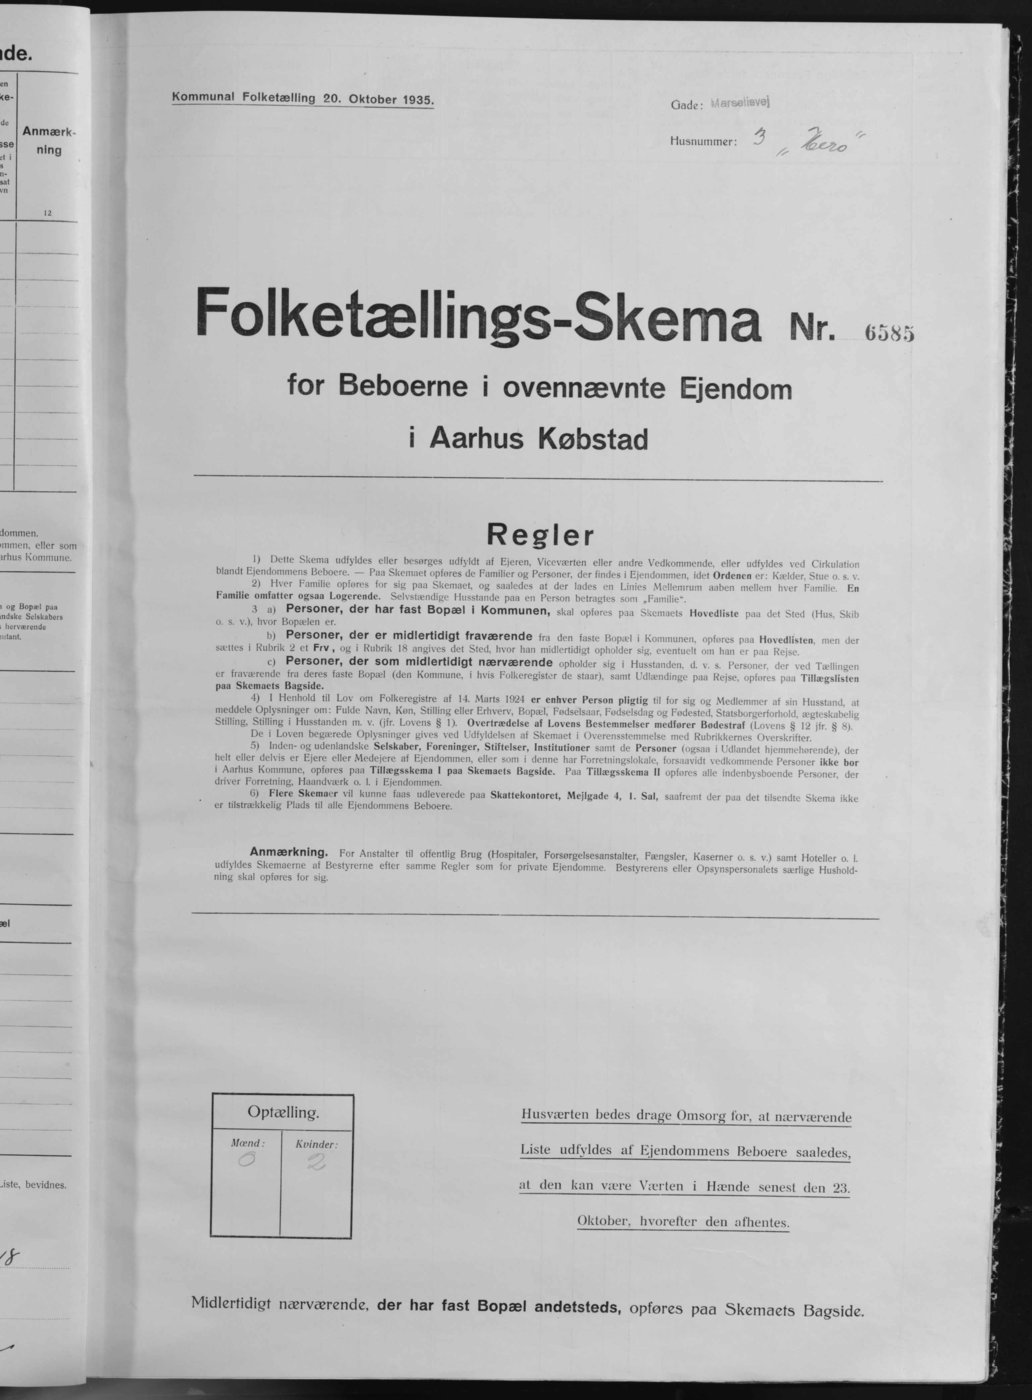 de.
Anmærk-
ning
12
dommen.
ommen, eller som
arhus Kommune.
og Bopæl paa
andske Selskabers
herværende
æl
Liste, bevidnes.
18
Kommunal Folketælling 20. Oktober 1935.
Gade: Marselisvej
Husnummer: 3 „Hero“
Folketællings-Skema Nr. 6585
for Beboerne i ovennævnte Ejendom
i Aarhus Købstad
Regler
1) Dette Skema udfyldes eller besørges udfyldt af Ejeren, Viceværten eller andre Vedkommende, eller udfyldes ved Cirkulation
blandt Ejendommens Beboere. — Paa Skemaet opføres de Familier og Personer, der findes i Ejendommen, idet Ordenen er: Kælder, Stue o. s. v.
2) Hver Familie opføres for sig paa Skemaet, og saaledes at der lades en Linies Mellemrum aaben mellem hver Familie. En
Familie omfatter ogsaa Logerende. Selvstændige Husstande paa en Person betragtes som „Familie“.
3 a) Personer, der har fast Bopæl i Kommunen, skal opføres paa Skemaets Hovedliste paa det Sted (Hus, Skib
o. s. v.), hvor Bopælen er.
b) Personer, der er midlertidigt fraværende fra den faste Bopæl i Kommunen, opføres paa Hovedlisten, men der
sættes i Rubrik 2 et Frv, og i Rubrik 18 angives det Sted, hvor han midlertidigt opholder sig, eventuelt om han er paa Rejse.
c) Personer, der som midlertidigt nærværende opholder sig i Husstanden, d. v. s. Personer, der ved Tællingen
er fraværende fra deres faste Bopæl (den Kommune, i hvis Folkeregister de staar), samt Udlændinge paa Rejse, opføres paa Tillægslisten
paa Skemaets Bagside.
4) I Henhold til Lov om Folkeregistre af 14. Marts 1924 er enhver Person pligtig til for sig og Medlemmer af sin Husstand, at
meddele Oplysninger om: Fulde Navn, Køn, Stilling eller Erhverv, Bopæl, Fødselsaar, Fødselsdag og Fødested, Statsborgerforhold, ægteskabelig
Stilling, Stilling i Husstanden m. v. (jfr. Lovens § 1). Overtrædelse af Lovens Bestemmelser medfører Bødestraf (Lovens § 12 jfr. § 8).
De i Loven begærede Oplysninger gives ved Udfyldelsen af Skemaet i Overensstemmelse med Rubrikkernes Overskrifter.
5) Inden- og udenlandske Selskaber, Foreninger, Stiftelser, Institutioner samt de Personer (ogsaa i Udlandet hjemmehørende), der
helt eller delvis er Ejere eller Medejere af Ejendommen, eller som i denne har Forretningslokale, forsaavidt vedkommende Personer ikke bor
i Aarhus Kommune, opføres paa Tillægsskema I paa Skemaets Bagside. Paa Tillægsskema II opføres alle indenbysboende Personer, der
driver Forretning, Haandværk o. l. i Ejendommen.
6) Flere Skemaer vil kunne faas udleverede paa Skattekontoret, Mejlgade 4, 1. Sal, saafremt der paa det tilsendte Skema ikke
er tilstrækkelig Plads til alle Ejendommens Beboere.
Anmærkning. For Anstalter til offentlig Brug (Hospitaler, Forsørgelsesanstalter, Fængsler, Kaserner o. s. v.) samt Hoteller o. l.
udfyldes Skemaerne af Bestyrerne efter samme Regler som for private Ejendomme. Bestyrerens eller Opsynspersonalets særlige Hushold-
ning skal opføres for sig.
Optælling.
Mænd: Kvinder:
0 2
Husværten bedes drage Omsorg for, at nærværende
Liste udfyldes af Ejendommens Beboere saaledes,
at den kan være Værten i Hænde senest den 23.
Oktober, hvorefter den afhentes.
Midlertidigt nærværende, der har fast Bopæl andetsteds, opføres paa Skemaets Bagside.